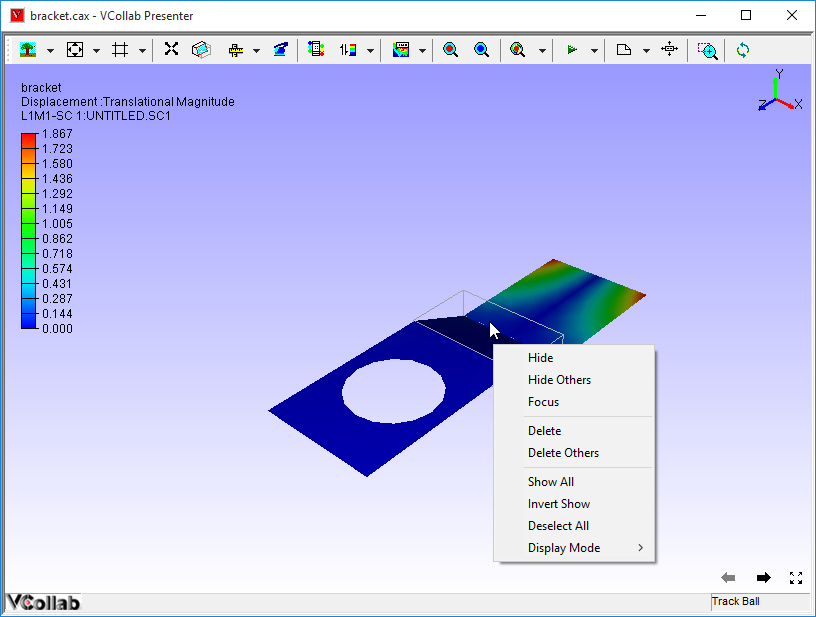 bracket.cax - VCollab Presenter
bracket
Displacement :Translational Magnitude
L1M1-SC 1:UNTITLED.SC1
1.867
1.723
1.580
1.436
1.292
1.149
1.005
0.862
0.718
0.574
0.431
0.287
0.144
0.000
Y
X
Z
Hide
Hide Others
Focus
Delete
Delete Others
Show All
Invert Show
Deselect All
Display Mode
VCollab
Track Ball